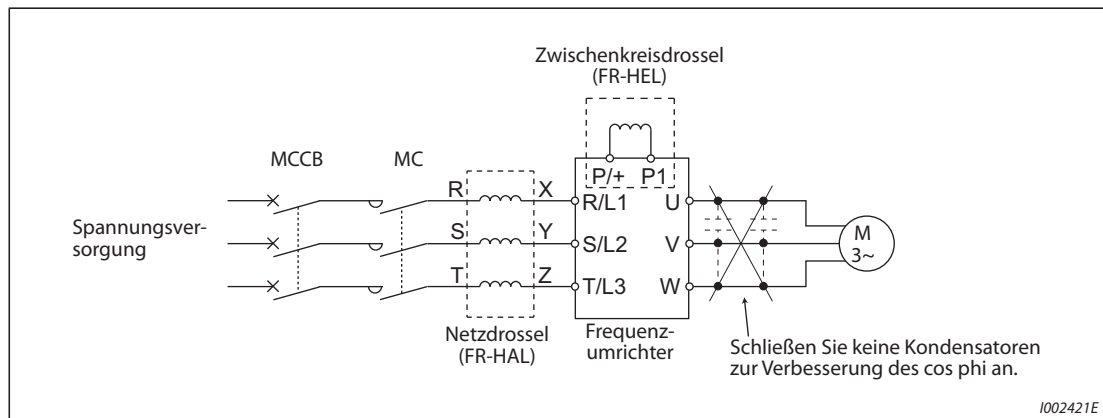 Zwischenkreisdrossel
(FR-HEL)
MCCB
MC
P/+ P1
R X R/L1 U
Spannungsver-
sorgung
S Y S/L2 V
M
3~
T Z T/L3 W
Netzdrossel
(FR-HAL)
Frequenz-
umrichter
Schließen Sie keine Kondensatoren
zur Verbesserung des cos phi an.
I002421E